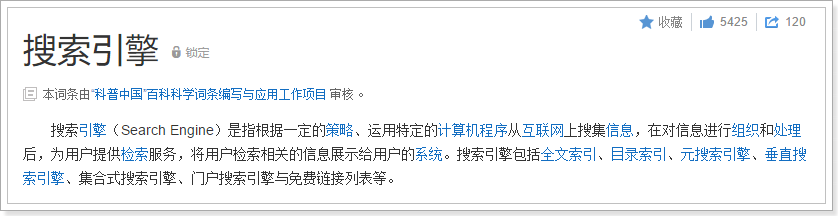 收藏 5425 120
搜索引擎 锁定
本词条由“科普中国”百科科学词条编写与应用工作项目 审核 。
搜索引擎（Search Engine）是指根据一定的策略、运用特定的计算机程序从互联网上搜集信息，在对信息进行组织和处理
后，为用户提供检索服务，将用户检索相关的信息展示给用户的系统。搜索引擎包括全文索引、目录索引、元搜索引擎、垂直搜
索引擎、集合式搜索引擎、门户搜索引擎与免费链接列表等。